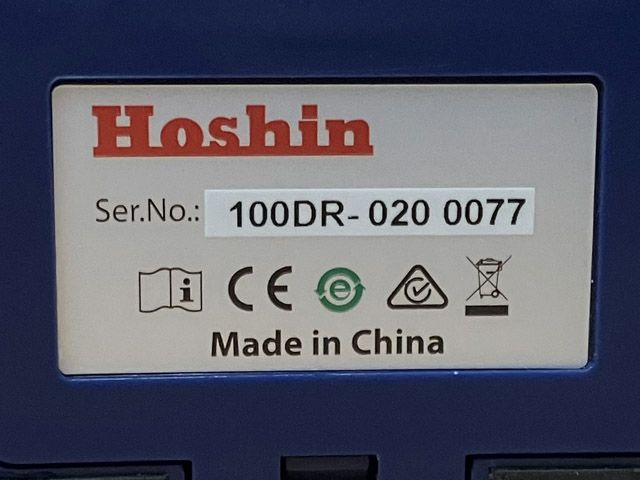 Hoshin
Ser.No.: 100DR- 020 0077
CE e
Made in China